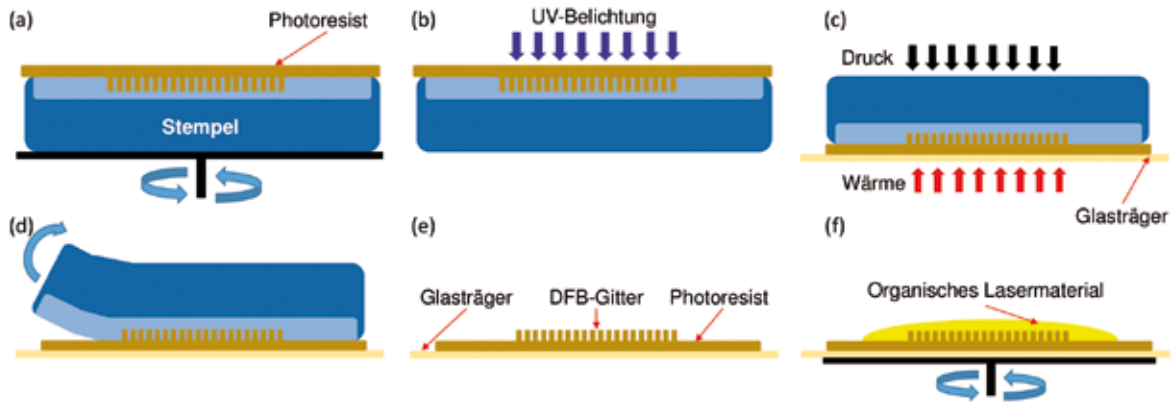 (a)
Photoresist
Stempel
(b)
UV-Belichtung
(c)
Druck
Wärme
Glasträger
(d)
(e)
Glasträger
DFB-Gitter
Photoresist
(f)
Organisches Lasermaterial